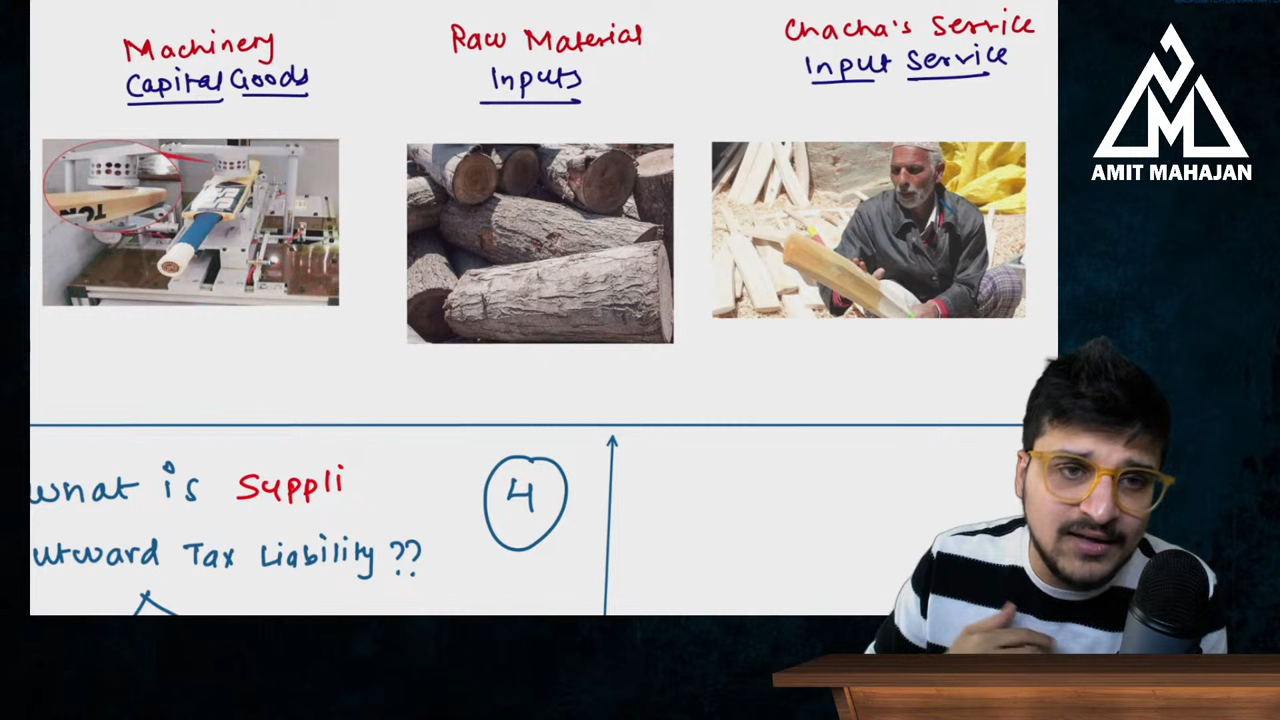 Machinery
Capital Goods
Raw Material
Inputs
Chacha's Service
Input Service
AMIT MAHAJAN
TON
what is Suppli
4
utward Tax Liability ??